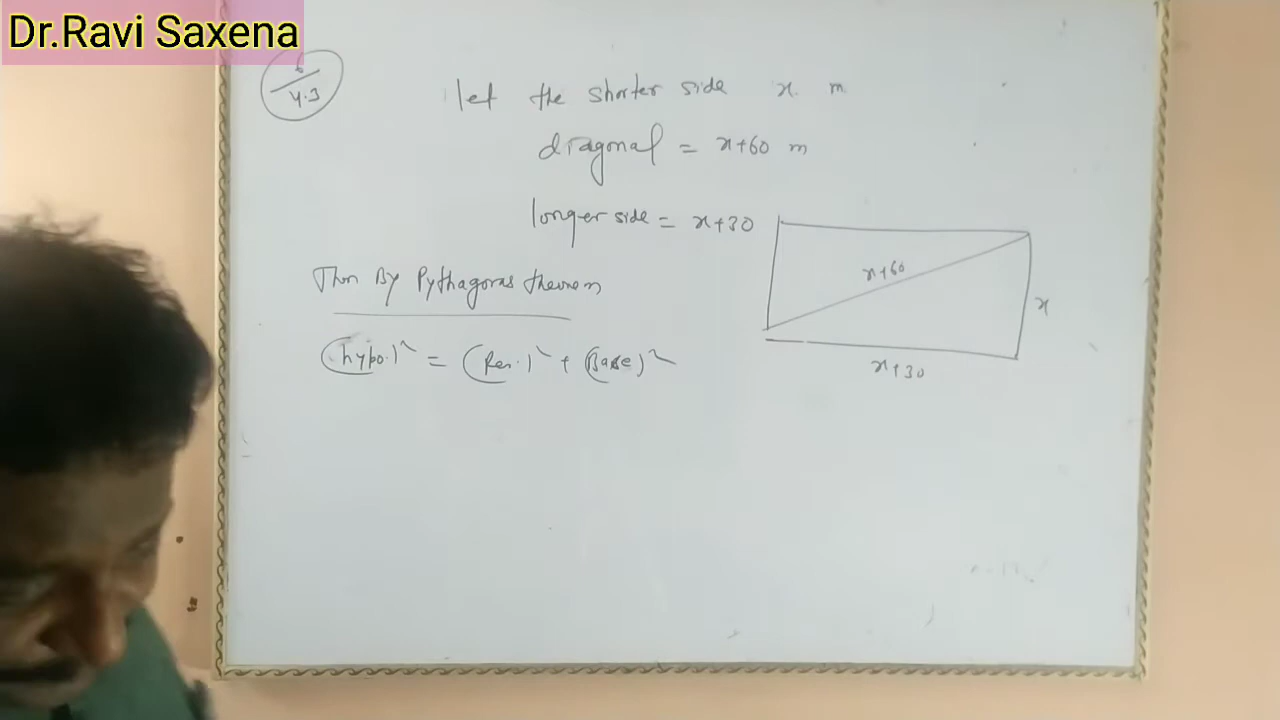 Dr.Ravi Saxena
6/4.3
let the shorter side x m
diagonal = x+60 m
longer side = x+30
x+60
x
Then By Pythagoras theorem
(hypo.)² = (Per.)² + (Base)²
x+30